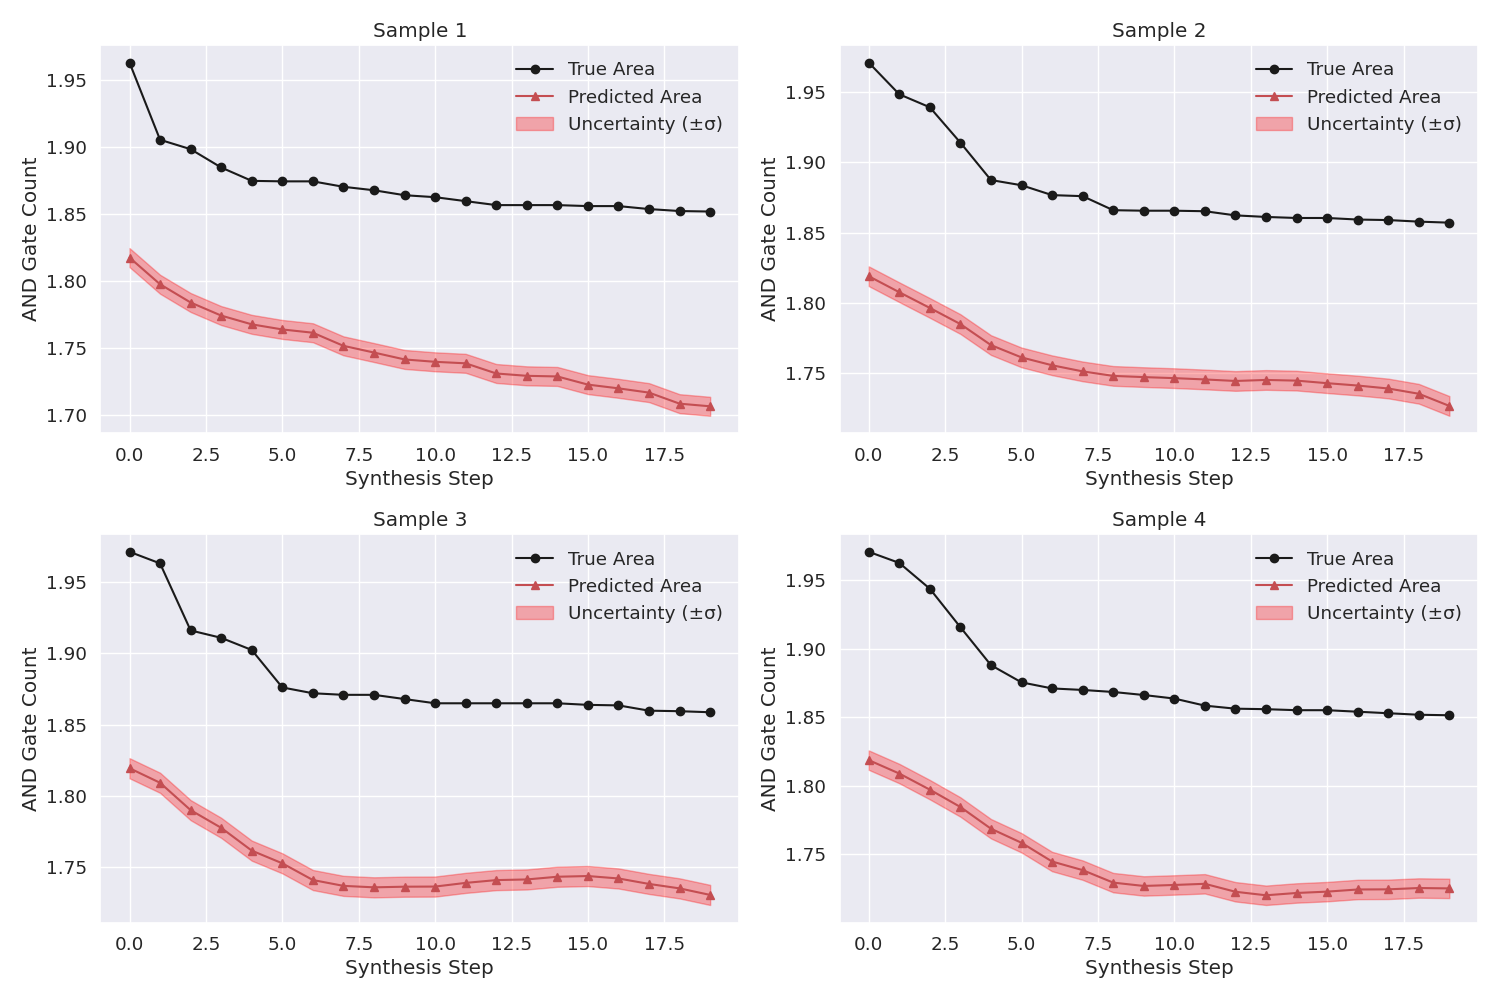 Sample 1
AND Gate Count
1.95
1.90
1.85
1.80
1.75
1.70
True Area
Predicted Area
Uncertainty (±σ)
0.0 2.5 5.0 7.5 10.0 12.5 15.0 17.5
Synthesis Step
Sample 2
AND Gate Count
1.95
1.90
1.85
1.80
1.75
True Area
Predicted Area
Uncertainty (±σ)
0.0 2.5 5.0 7.5 10.0 12.5 15.0 17.5
Synthesis Step
Sample 3
AND Gate Count
1.95
1.90
1.85
1.80
1.75
True Area
Predicted Area
Uncertainty (±σ)
0.0 2.5 5.0 7.5 10.0 12.5 15.0 17.5
Synthesis Step
Sample 4
AND Gate Count
1.95
1.90
1.85
1.80
1.75
True Area
Predicted Area
Uncertainty (±σ)
0.0 2.5 5.0 7.5 10.0 12.5 15.0 17.5
Synthesis Step